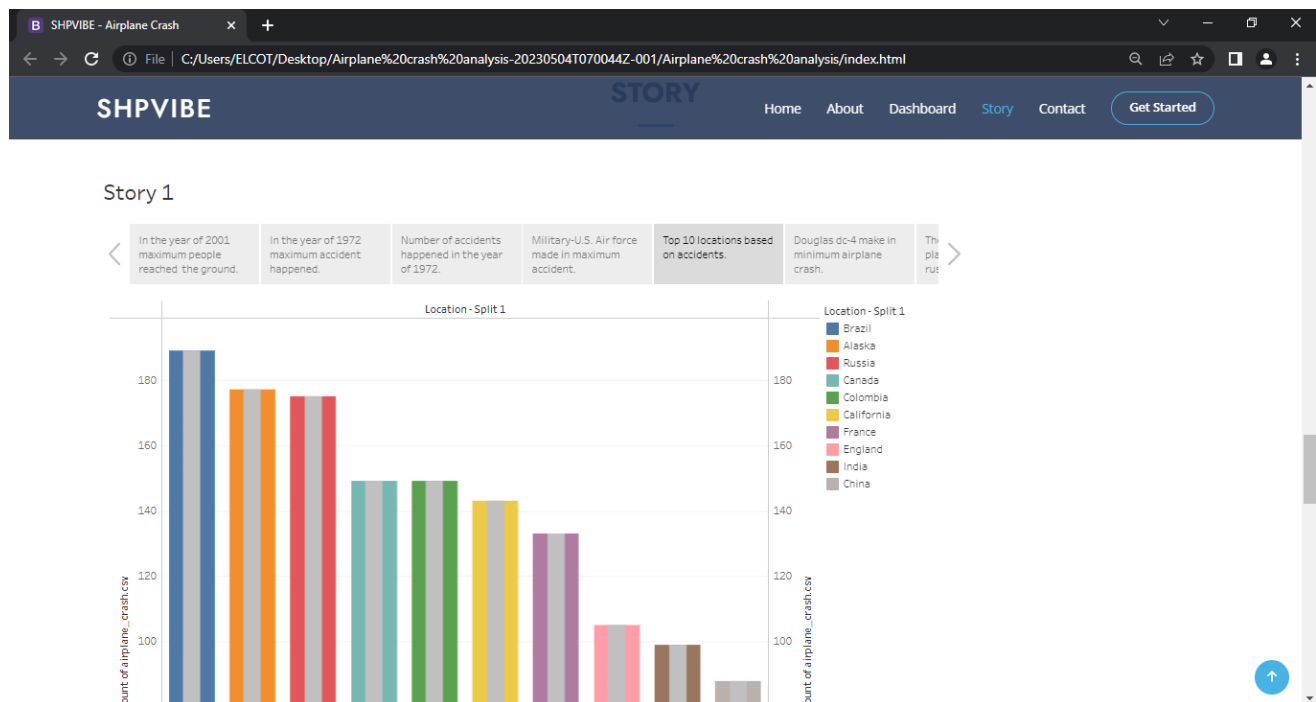 B SHPVIBE - Airplane Crash
File C:/Users/ELCOT/Desktop/Airplane%20crash%20analysis-20230504T070044Z-001/Airplane%20crash%20analysis/index.html
STORY
SHPVIBE
Home About Dashboard Story Contact Get Started
Story 1
In the year of 2001
maximum people
reached the ground.
In the year of 1972
maximum accident
happened.
Number of accidents
happened in the year
of 1972.
Military-U.S. Air force
made in maximum
accident.
Top 10 locations based
on accidents.
Douglas dc-4 make in
minimum airplane
crash.
Location - Split 1
180
160
140
120
100
ount of airplane_crash.csv
180
160
140
120
100
ount of airplane_crash.csv
Location - Split 1
Brazil
Alaska
Russia
Canada
Colombia
California
France
England
India
China